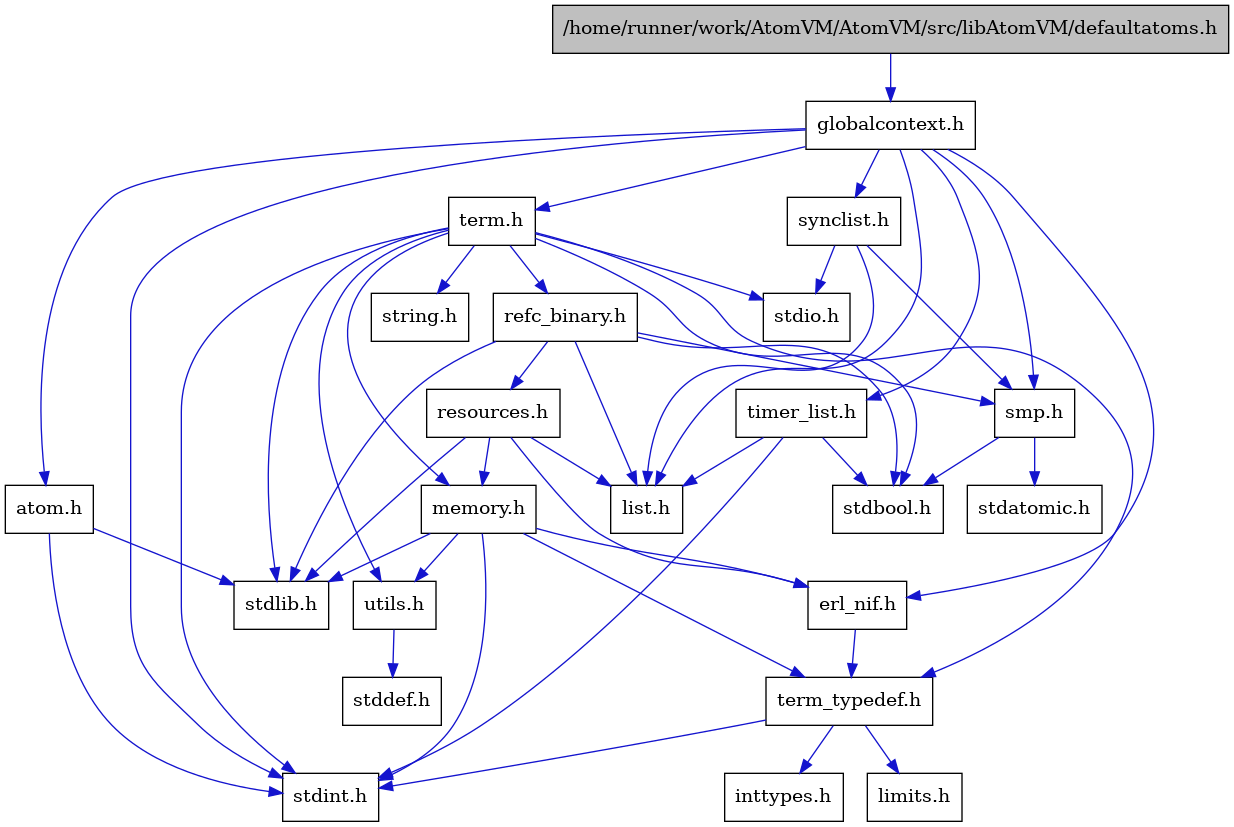 /home/runner/work/AtomVM/AtomVM/src/libAtomVM/defaultatoms.h
globalcontext.h
term.h
synclist.h
string.h
refc_binary.h
stdio.h
resources.h
timer_list.h
smp.h
atom.h
memory.h
list.h
stdbool.h
stdatomic.h
stdlib.h
utils.h
erl_nif.h
stddef.h
term_typedef.h
stdint.h
inttypes.h
limits.h